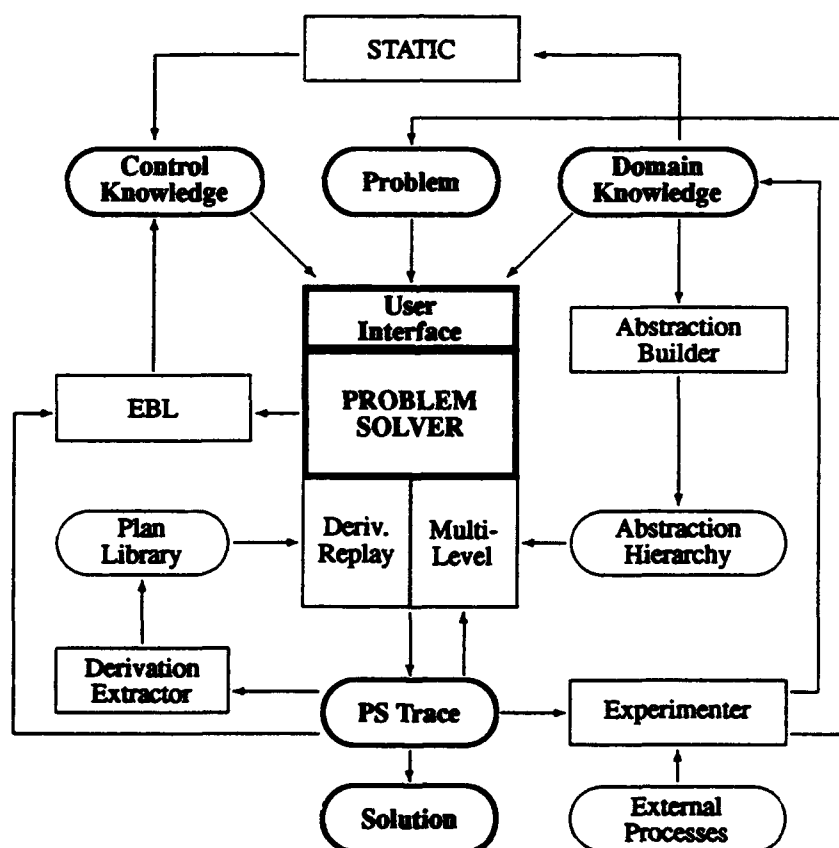 STATIC
Control
Knowledge
Problem
Domain
Knowledge
User
Interface
Abstraction
Builder
EBL
PROBLEM
SOLVER
Plan
Library
Deriv.
Replay
Multi-
Level
Abstraction
Hierarchy
Derivation
Extractor
PS Trace
Experimenter
Solution
External
Processes